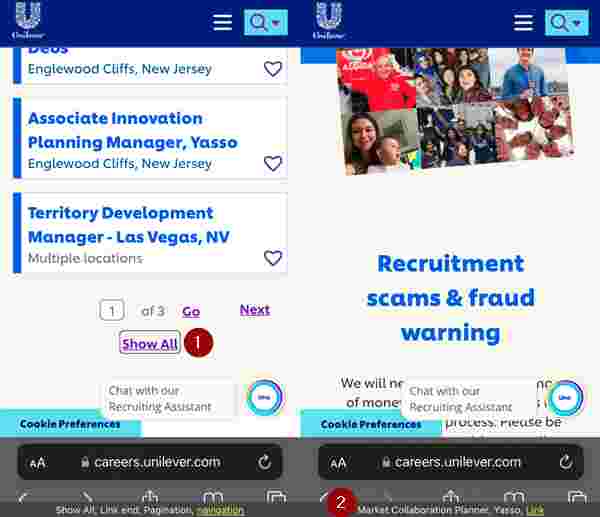 Unilever
Debs
Englewood Cliffs, New Jersey
Associate Innovation
Planning Manager, Yasso
Englewood Cliffs, New Jersey
Territory Development
Manager - Las Vegas, NV
Multiple locations
1 of 3 Go Next
Show All 1
Chat with our
Recruiting Assistant
Una
Cookie Preferences
AA careers.unilever.com
Show All, Link end, Pagination, navigation
Unilever
Recruitment
scams & fraud
warning
We will ne
of mone
process. Please be
Chat with our
Recruiting Assistant
Una
Cookie Preferences
AA careers.unilever.com
2
Market Collaboration Planner, Yasso, Link